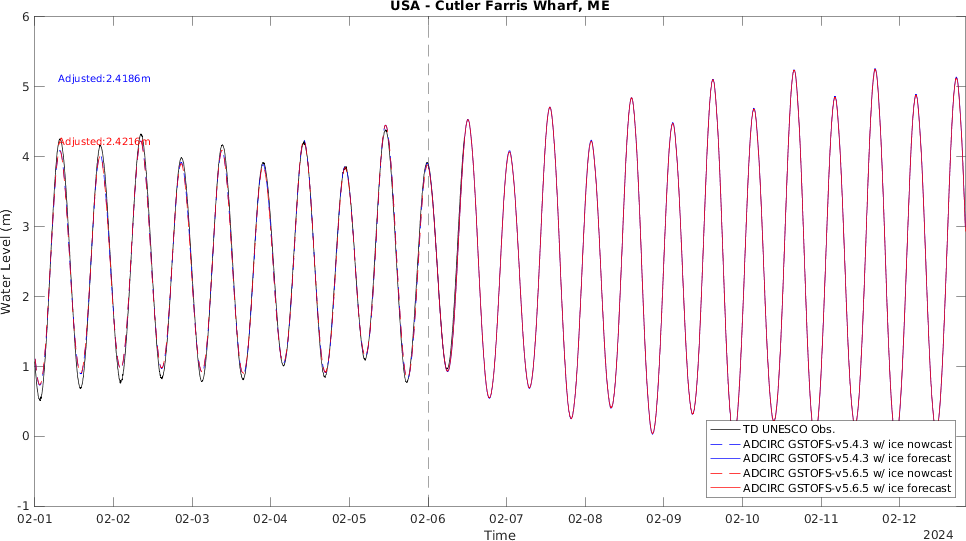 USA - Cutler Farris Wharf, ME
6
5
4
3
2
1
0
-1
Water Level (m)
Adjusted:2.4186m
Adjusted:2.4216m
TD UNESCO Obs.
ADCIRC GSTOFS-v5.4.3 w/ ice nowcast
ADCIRC GSTOFS-v5.4.3 w/ ice forecast
ADCIRC GSTOFS-v5.6.5 w/ ice nowcast
ADCIRC GSTOFS-v5.6.5 w/ ice forecast
02-01 02-02 02-03 02-04 02-05 02-06 02-07 02-08 02-09 02-10 02-11 02-12
Time
2024